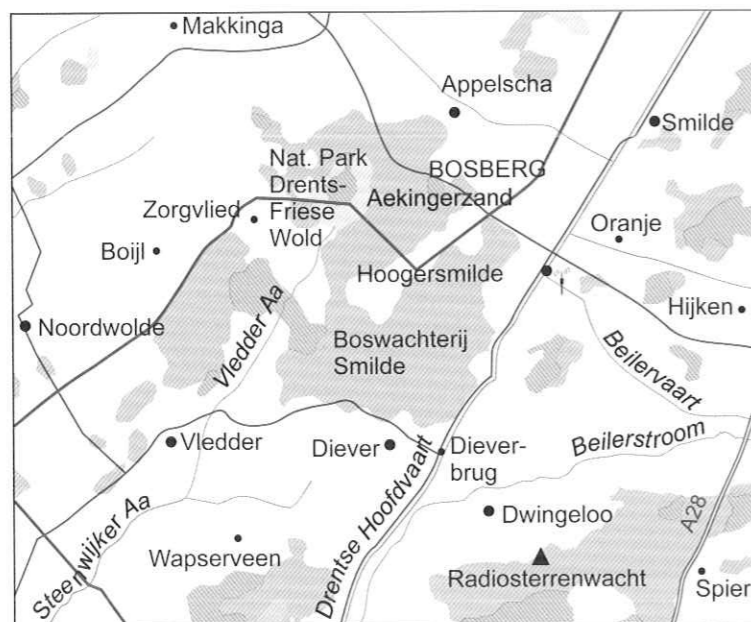 Makkinga
Appelscha
Smilde
Nat. Park
Drents-
Friese
Wold
BOSBERG
Aekingerzand
Zorgvlied
Oranje
Boijl
Hoogersmilde
Hijken
Noordwolde
Vledder Aa
Boswachterij
Smilde
Beilervaart
Vledder
Diever
Diever-
brug
Beilerstroom
Drentse Hoofdvaart
Steenwijker Aa
Dwingeloo
A28
Wapserveen
Radiosterrenwacht
Spier